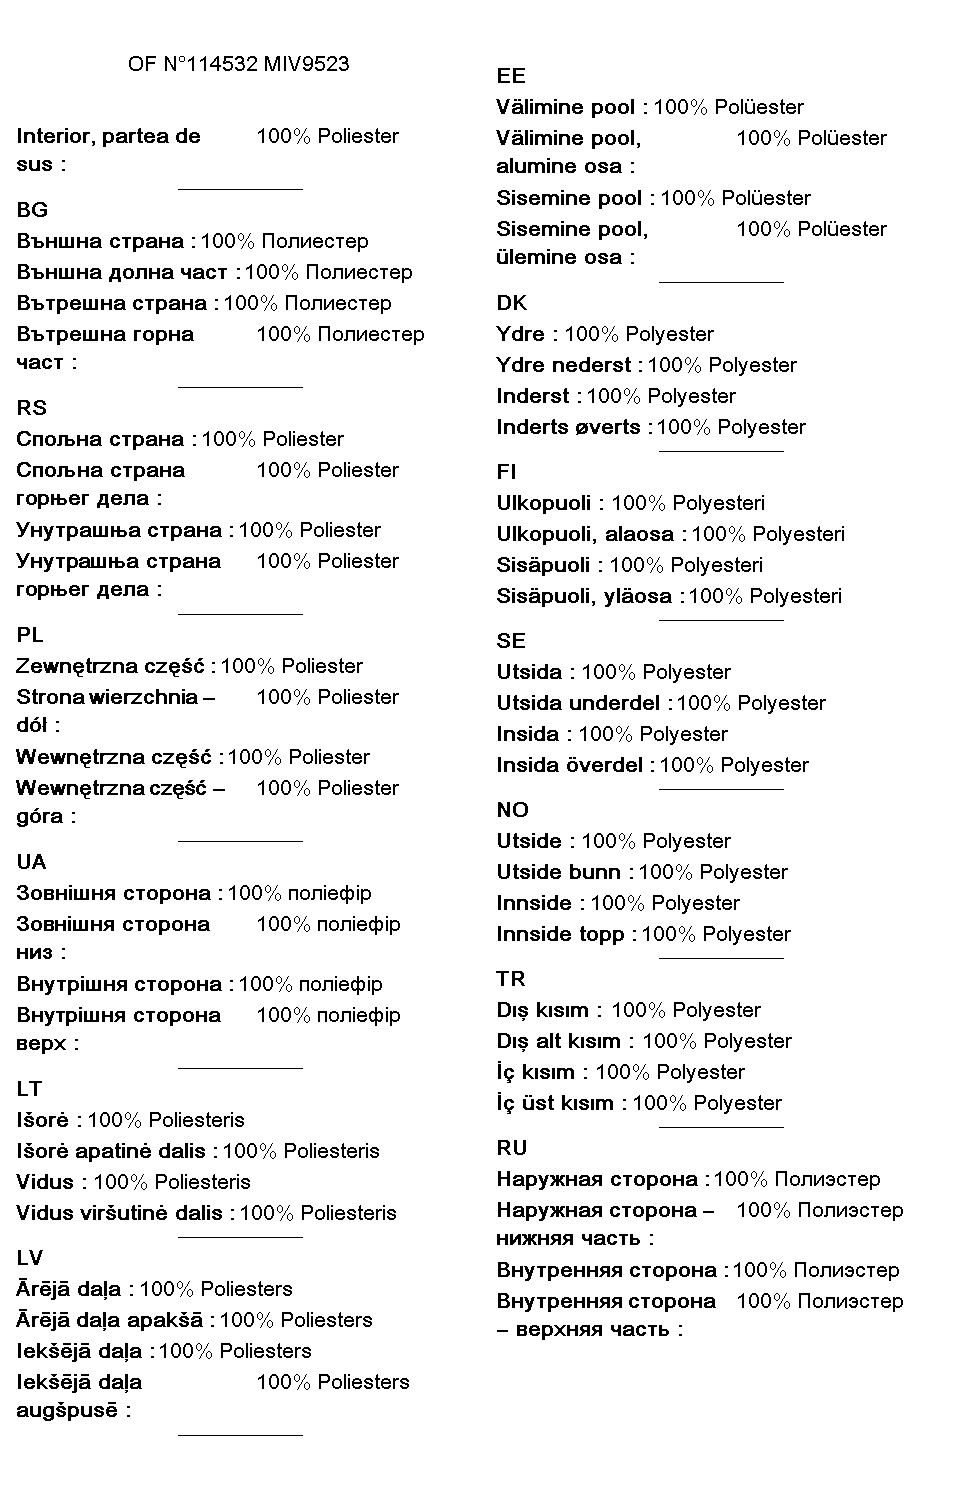 OF N°114532 MIV9523
Interior, partea de 100% Poliester
sus :
BG
Външна страна : 100% Полиестер
Външна долна част : 100% Полиестер
Вътрешна страна : 100% Полиестер
Вътрешна горна 100% Полиестер
част :
RS
Спољна страна : 100% Poliester
Спољна страна 100% Poliester
горњег дела :
Унутрашња страна : 100% Poliester
Унутрашња страна 100% Poliester
горњег дела :
PL
Zewnętrzna część : 100% Poliester
Strona wierzchnia – 100% Poliester
dół :
Wewnętrzna część : 100% Poliester
Wewnętrzna część – 100% Poliester
góra :
UA
Зовнішня сторона : 100% поліефір
Зовнішня сторона 100% поліефір
низ :
Внутрішня сторона : 100% поліефір
Внутрішня сторона 100% поліефір
верх :
LT
Išorė : 100% Poliesteris
Išorė apatinė dalis : 100% Poliesteris
Vidus : 100% Poliesteris
Vidus viršutinė dalis : 100% Poliesteris
LV
Ārējā daļa : 100% Poliesters
Ārējā daļa apakšā : 100% Poliesters
Iekšējā daļa : 100% Poliesters
Iekšējā daļa 100% Poliesters
augšpusē :
EE
Välimine pool : 100% Polüester
Välimine pool, 100% Polüester
alumine osa :
Sisemine pool : 100% Polüester
Sisemine pool, 100% Polüester
ülemine osa :
DK
Ydre : 100% Polyester
Ydre nederst : 100% Polyester
Inderst : 100% Polyester
Inderts øverts : 100% Polyester
FI
Ulkopuoli : 100% Polyesteri
Ulkopuoli, alaosa : 100% Polyesteri
Sisäpuoli : 100% Polyesteri
Sisäpuoli, yläosa : 100% Polyesteri
SE
Utsida : 100% Polyester
Utsida underdel : 100% Polyester
Insida : 100% Polyester
Insida överdel : 100% Polyester
NO
Utside : 100% Polyester
Utside bunn : 100% Polyester
Innside : 100% Polyester
Innside topp : 100% Polyester
TR
Dış kısım : 100% Polyester
Dış alt kısım : 100% Polyester
İç kısım : 100% Polyester
İç üst kısım : 100% Polyester
RU
Наружная сторона : 100% Полиэстер
Наружная сторона – 100% Полиэстер
нижняя часть :
Внутренняя сторона : 100% Полиэстер
Внутренняя сторона 100% Полиэстер
– верхняя часть :